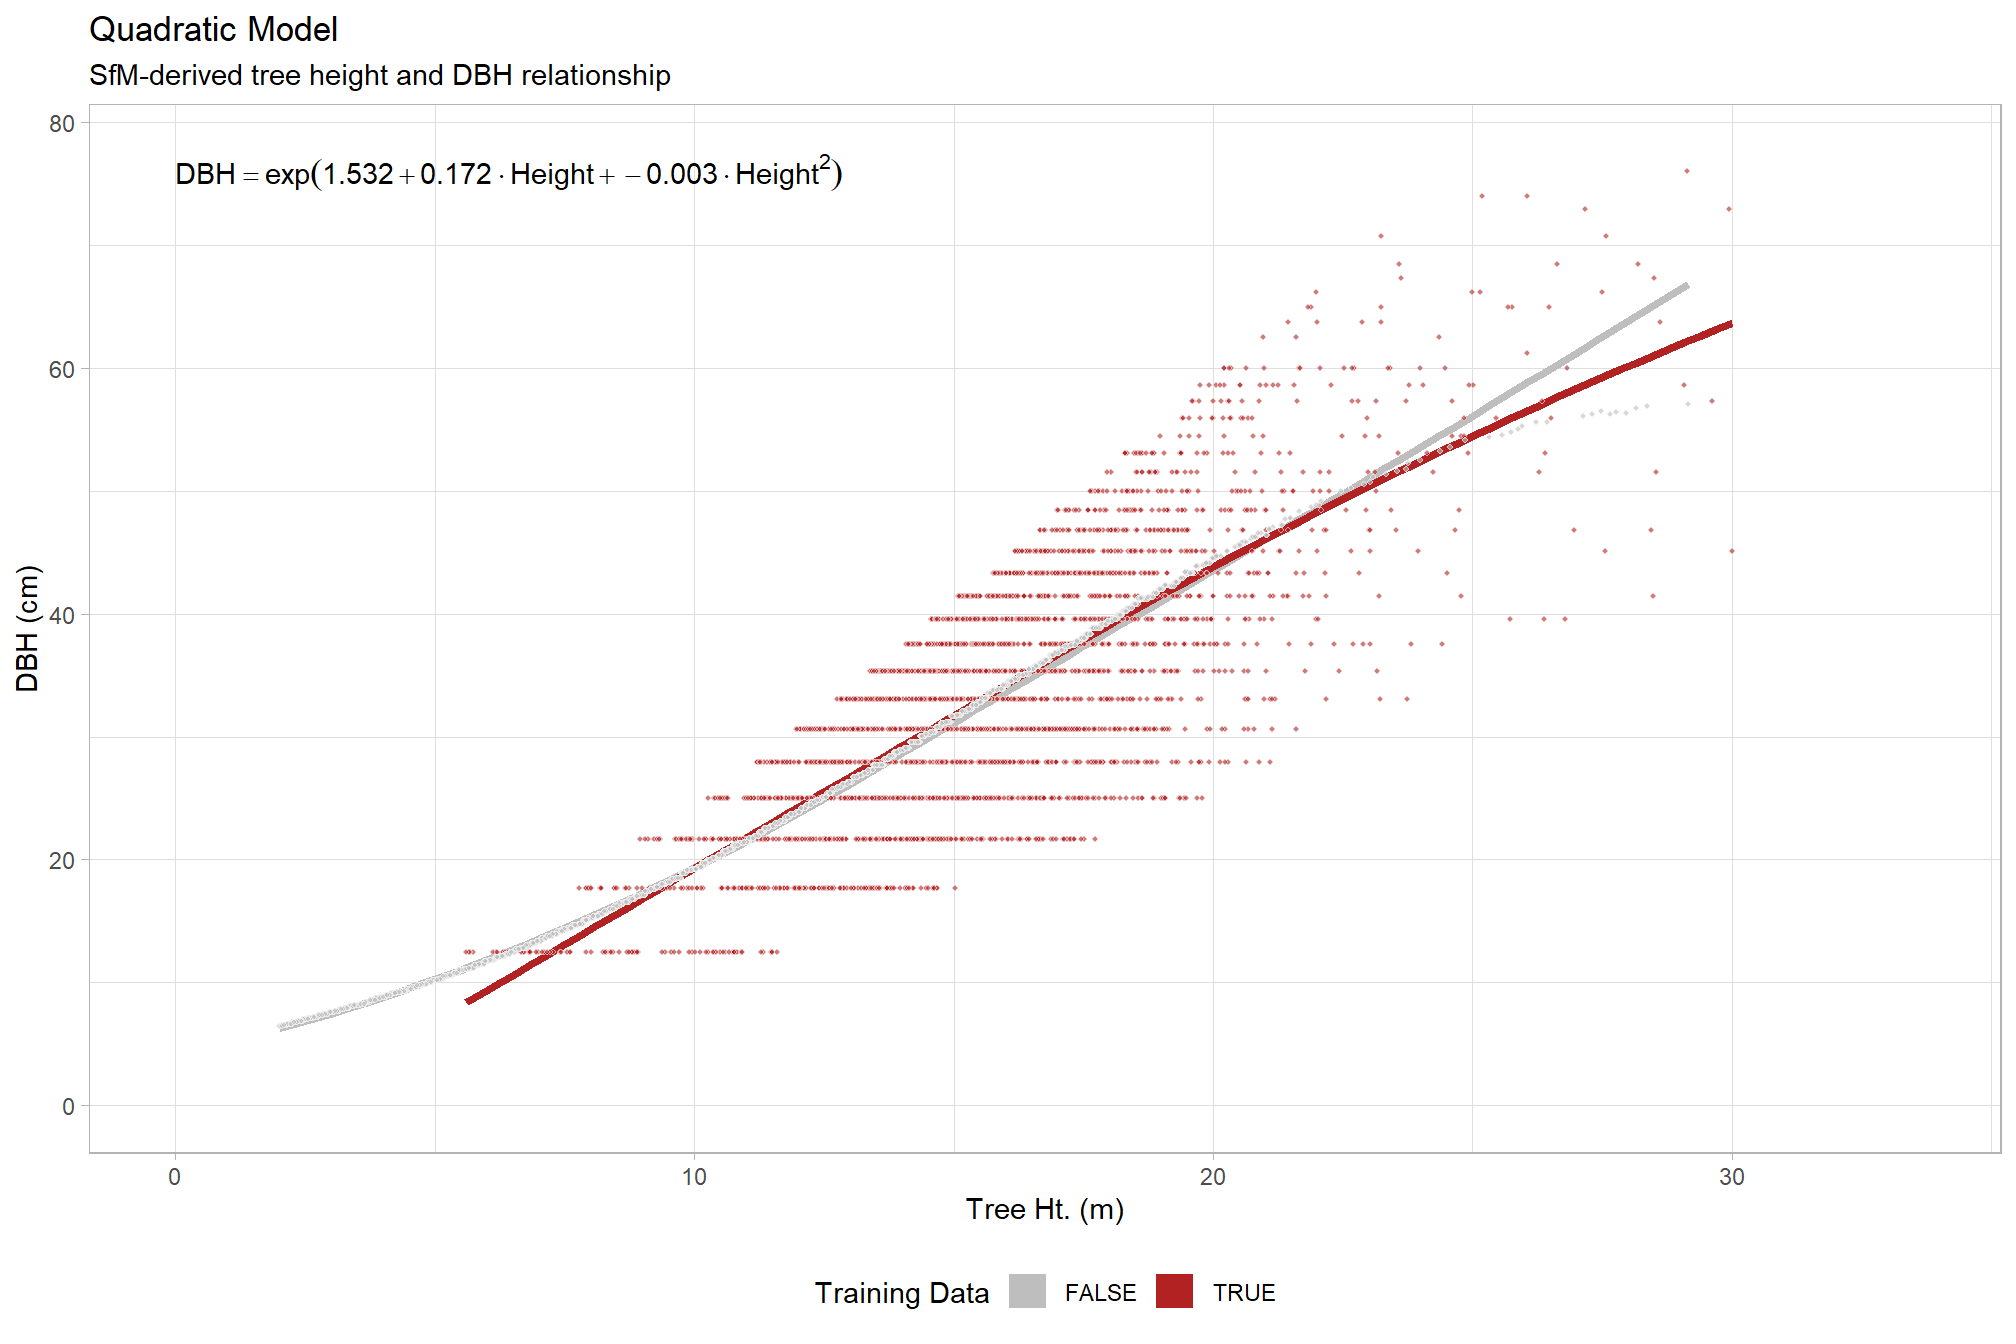 Quadratic Model
SfM-derived tree height and DBH relationship
80
DBH = exp(1.532 + 0.172 · Height + − 0.003 · Height²)
60
40
20
0
DBH (cm)
0 10 20 30
Tree Ht. (m)
Training Data FALSE TRUE